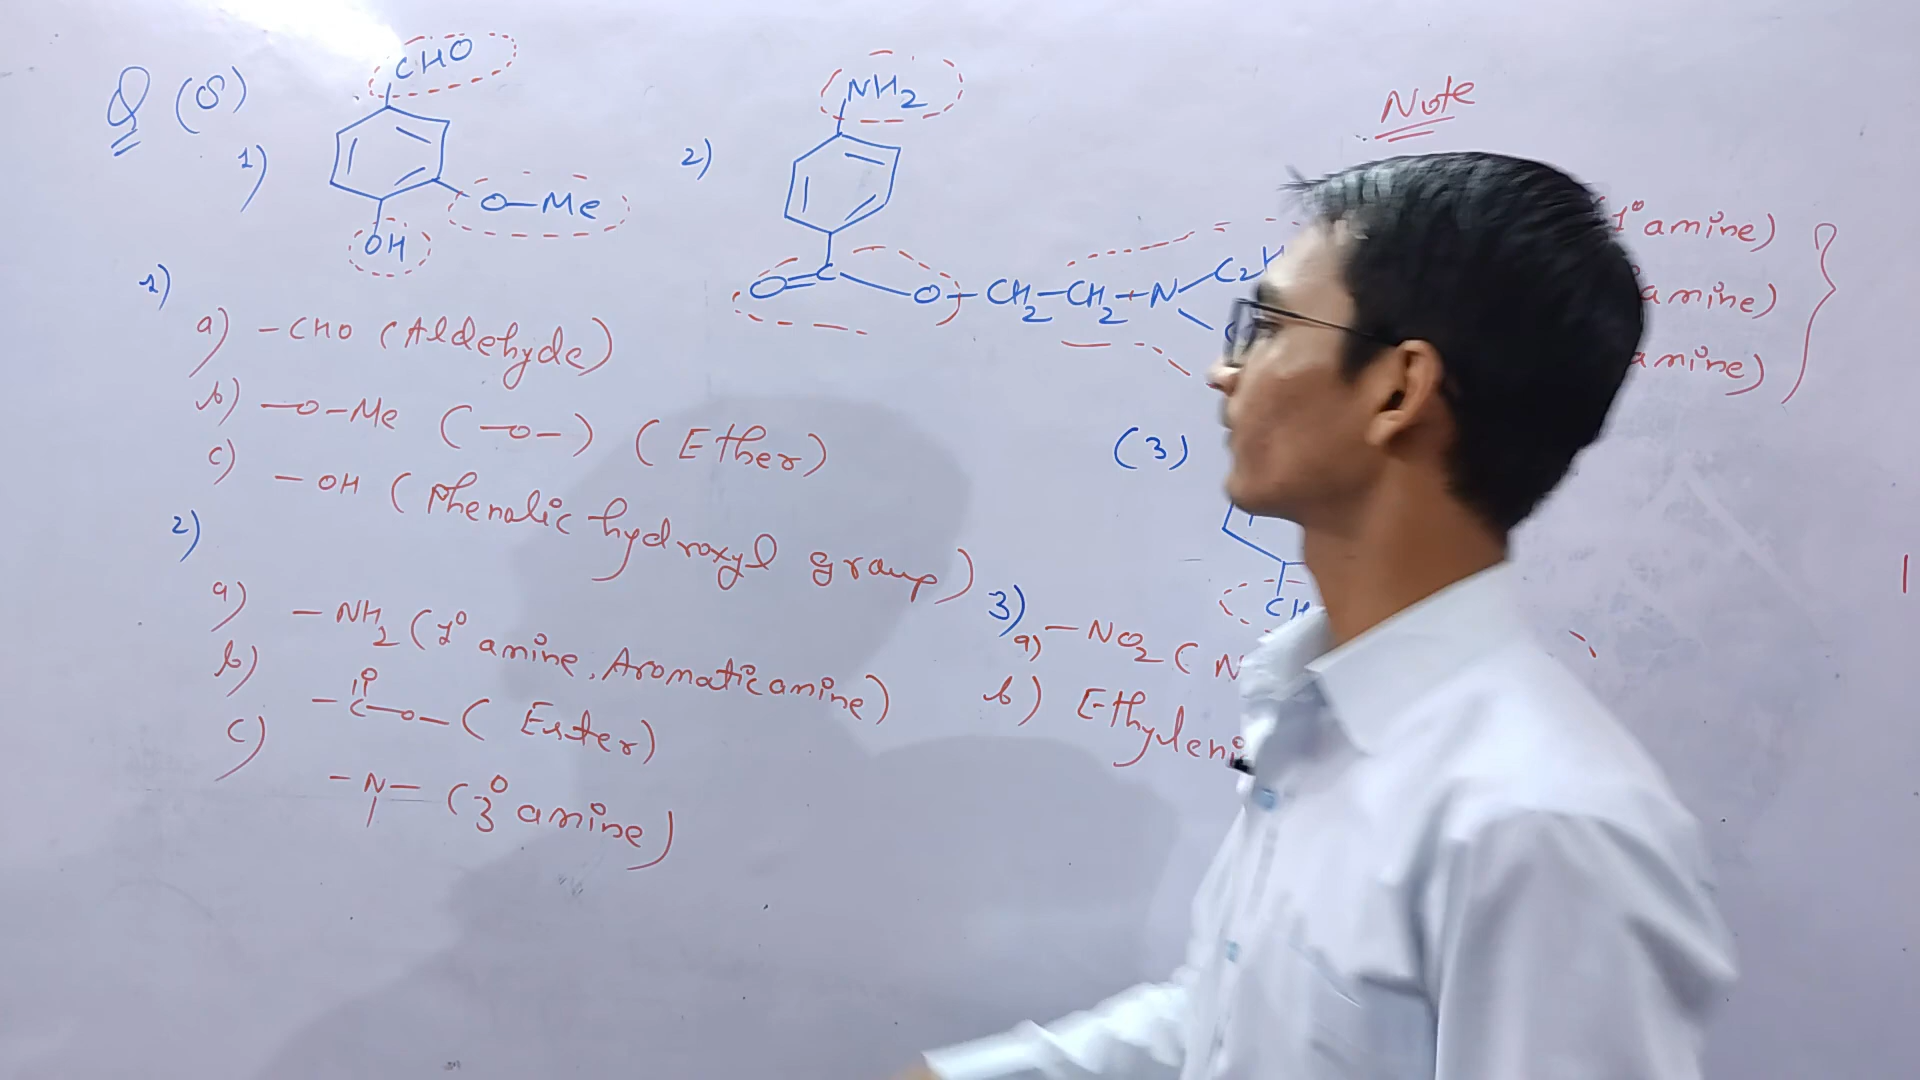 Q (8)
1)
CHO
O-Me
OH
2)
NH2
O=C-O-CH2-CH2-N
Note
1° amine)
amine)
amine)
1)
a) -CHO (Aldehyde)
b) -O-Me (-O-) (Ether)
c) -OH (Phenolic hydroxyl group)
2)
a) -NH2 (1° amine, Aromatic amine)
b) -C-O- (Ester)
O
c) -N- (3° amine)
(3)
3)
a) -NO2 (N
b) Ethyleni